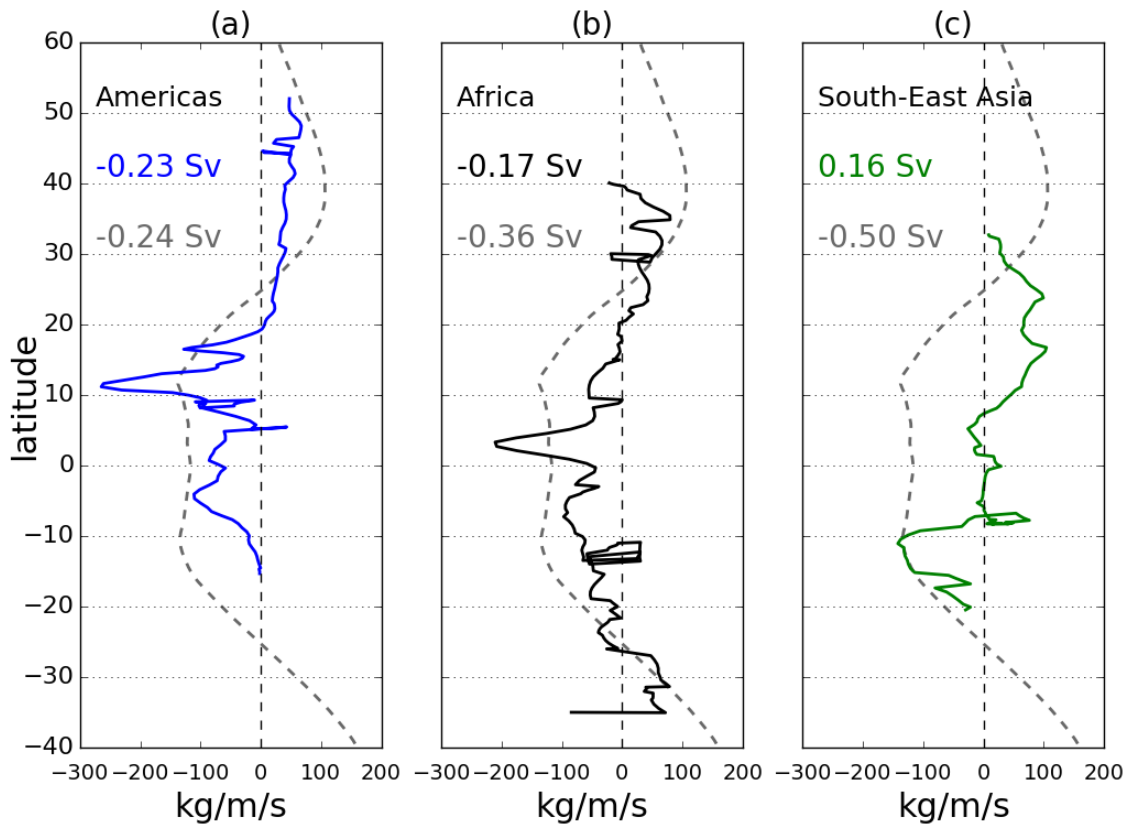 (a) (b) (c)
Americas
-0.23 Sv
-0.24 Sv
Africa
-0.17 Sv
-0.36 Sv
South-East Asia
0.16 Sv
-0.50 Sv
latitude
60
50
40
30
20
10
0
−10
−20
−30
−40
−300 −200 −100 0 100 200
−300 −200 −100 0 100 200
−300 −200 −100 0 100 200
kg/m/s kg/m/s kg/m/s